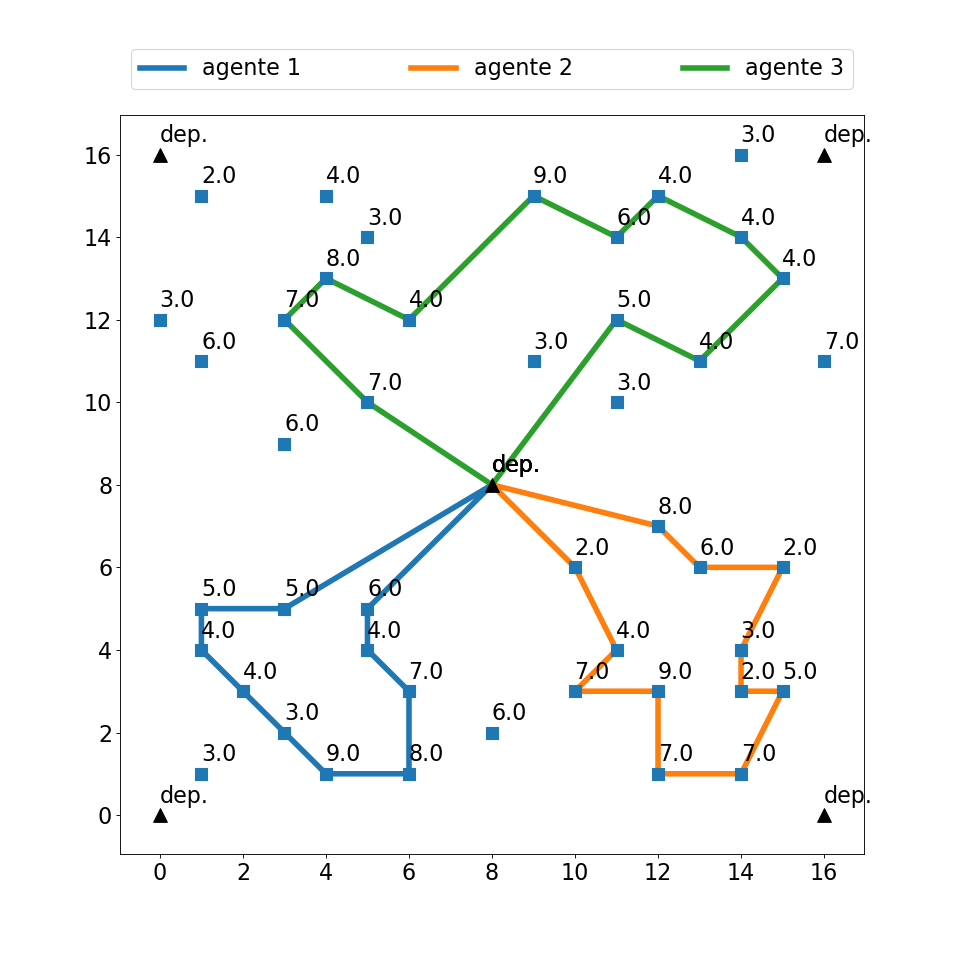 agente 1 agente 2 agente 3
dep. 3.0 dep.
16
2.0 4.0 9.0 4.0
3.0 6.0 4.0
14
8.0 4.0
3.0 7.0 4.0 5.0
12
6.0 3.0 4.0 7.0
7.0 3.0
10
6.0
dep. dep.
8
8.0
2.0 6.0 2.0
6
5.0 5.0 6.0
4.0 4.0 4.0 3.0
4
4.0 7.0 7.0 9.0 2.0 5.0
3.0 6.0
2
3.0 9.0 8.0 7.0 7.0
dep. dep.
0
0 2 4 6 8 10 12 14 16